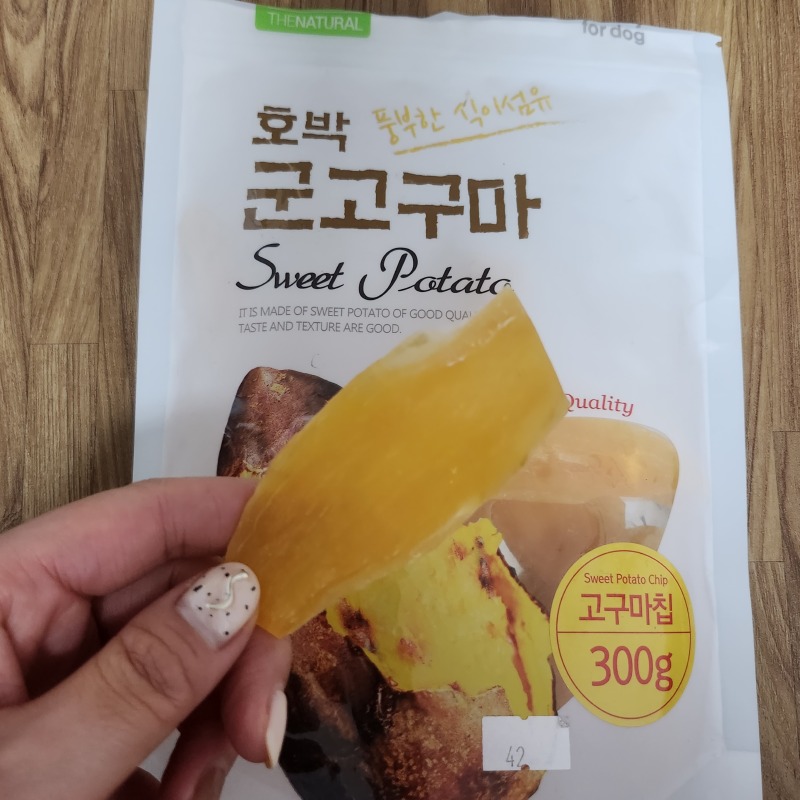 THENATURAL
for dog
호박
풍부한 식이섬유
군고구마
Sweet Potato
IT IS MADE OF SWEET POTATO OF GOOD
TASTE AND TEXTURE ARE GOOD.
Quality
Sweet Potato Chip
고구마칩
300g
42